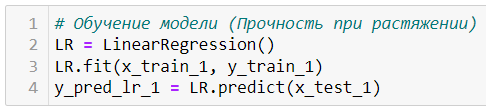 1 # Обучение модели (Прочность при растяжении)
2 LR = LinearRegression()
3 LR.fit(x_train_1, y_train_1)
4 y_pred_lr_1 = LR.predict(x_test_1)